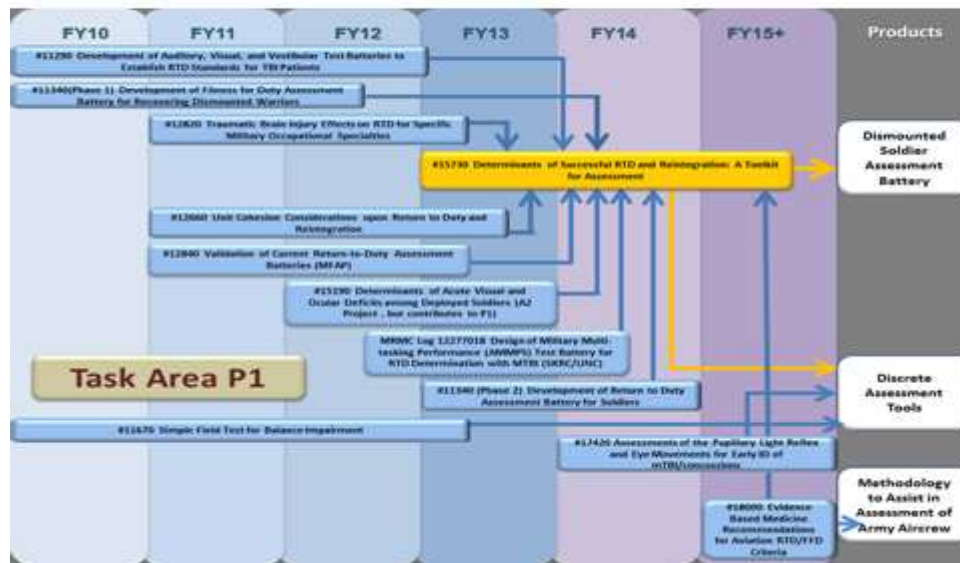 FY10
FY11
FY12
FY13
FY14
FY15+
Products
#11290 Development of Auditory, Visual, and Vestibular Test Batteries to
Establish RTD Standards for TBI Patients
#11340(Phase 1) Development of Fitness for Duty Assessment
Battery for Recovering Dismounted Warriors
#12820 Traumatic Brain Injury Effects on RTD for Specific
Military Occupational Specialties
#15730 Determinants of Successful RTD and Reintegration: A Toolkit
for Assessment
Dismounted
Soldier
Assessment
Battery
#12660 Unit Cohesion Considerations upon Return to Duty and
Reintegration
#12840 Validation of Current Return-to-Duty Assessment
Batteries (MFAP)
#15190 Determinants of Acute Visual and
Ocular Deficits among Deployed Soldiers (A2
Project , but contributes to P1)
MRMC Log 12277018 Design of Military Multi-
tasking Performance (AMMPS) Test Battery for
RTD Determination with MTBI (SKRC/UNC)
Task Area P1
#11340 (Phase 2) Development of Return to Duty
Assessment Battery for Soldiers
Discrete
Assessment
Tools
#11670 Simple Field Test for Balance Impairment
#17420 Assessments of the Pupillary Light Reflex
and Eye Movements for Early ID of
mTBI/concussions
#18000 Evidence
Based Medicine
Recommendations
for Aviation RTD/FFD
Criteria
Methodology
to Assist in
Assessment of
Army Aircrew